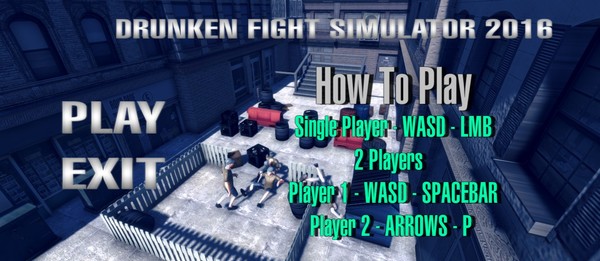 DRUNKEN FIGHT SIMULATOR 2016
PLAY
EXIT
How To Play
Single Player - WASD - LMB
2 Players
Player 1 - WASD - SPACEBAR
Player 2 - ARROWS - P